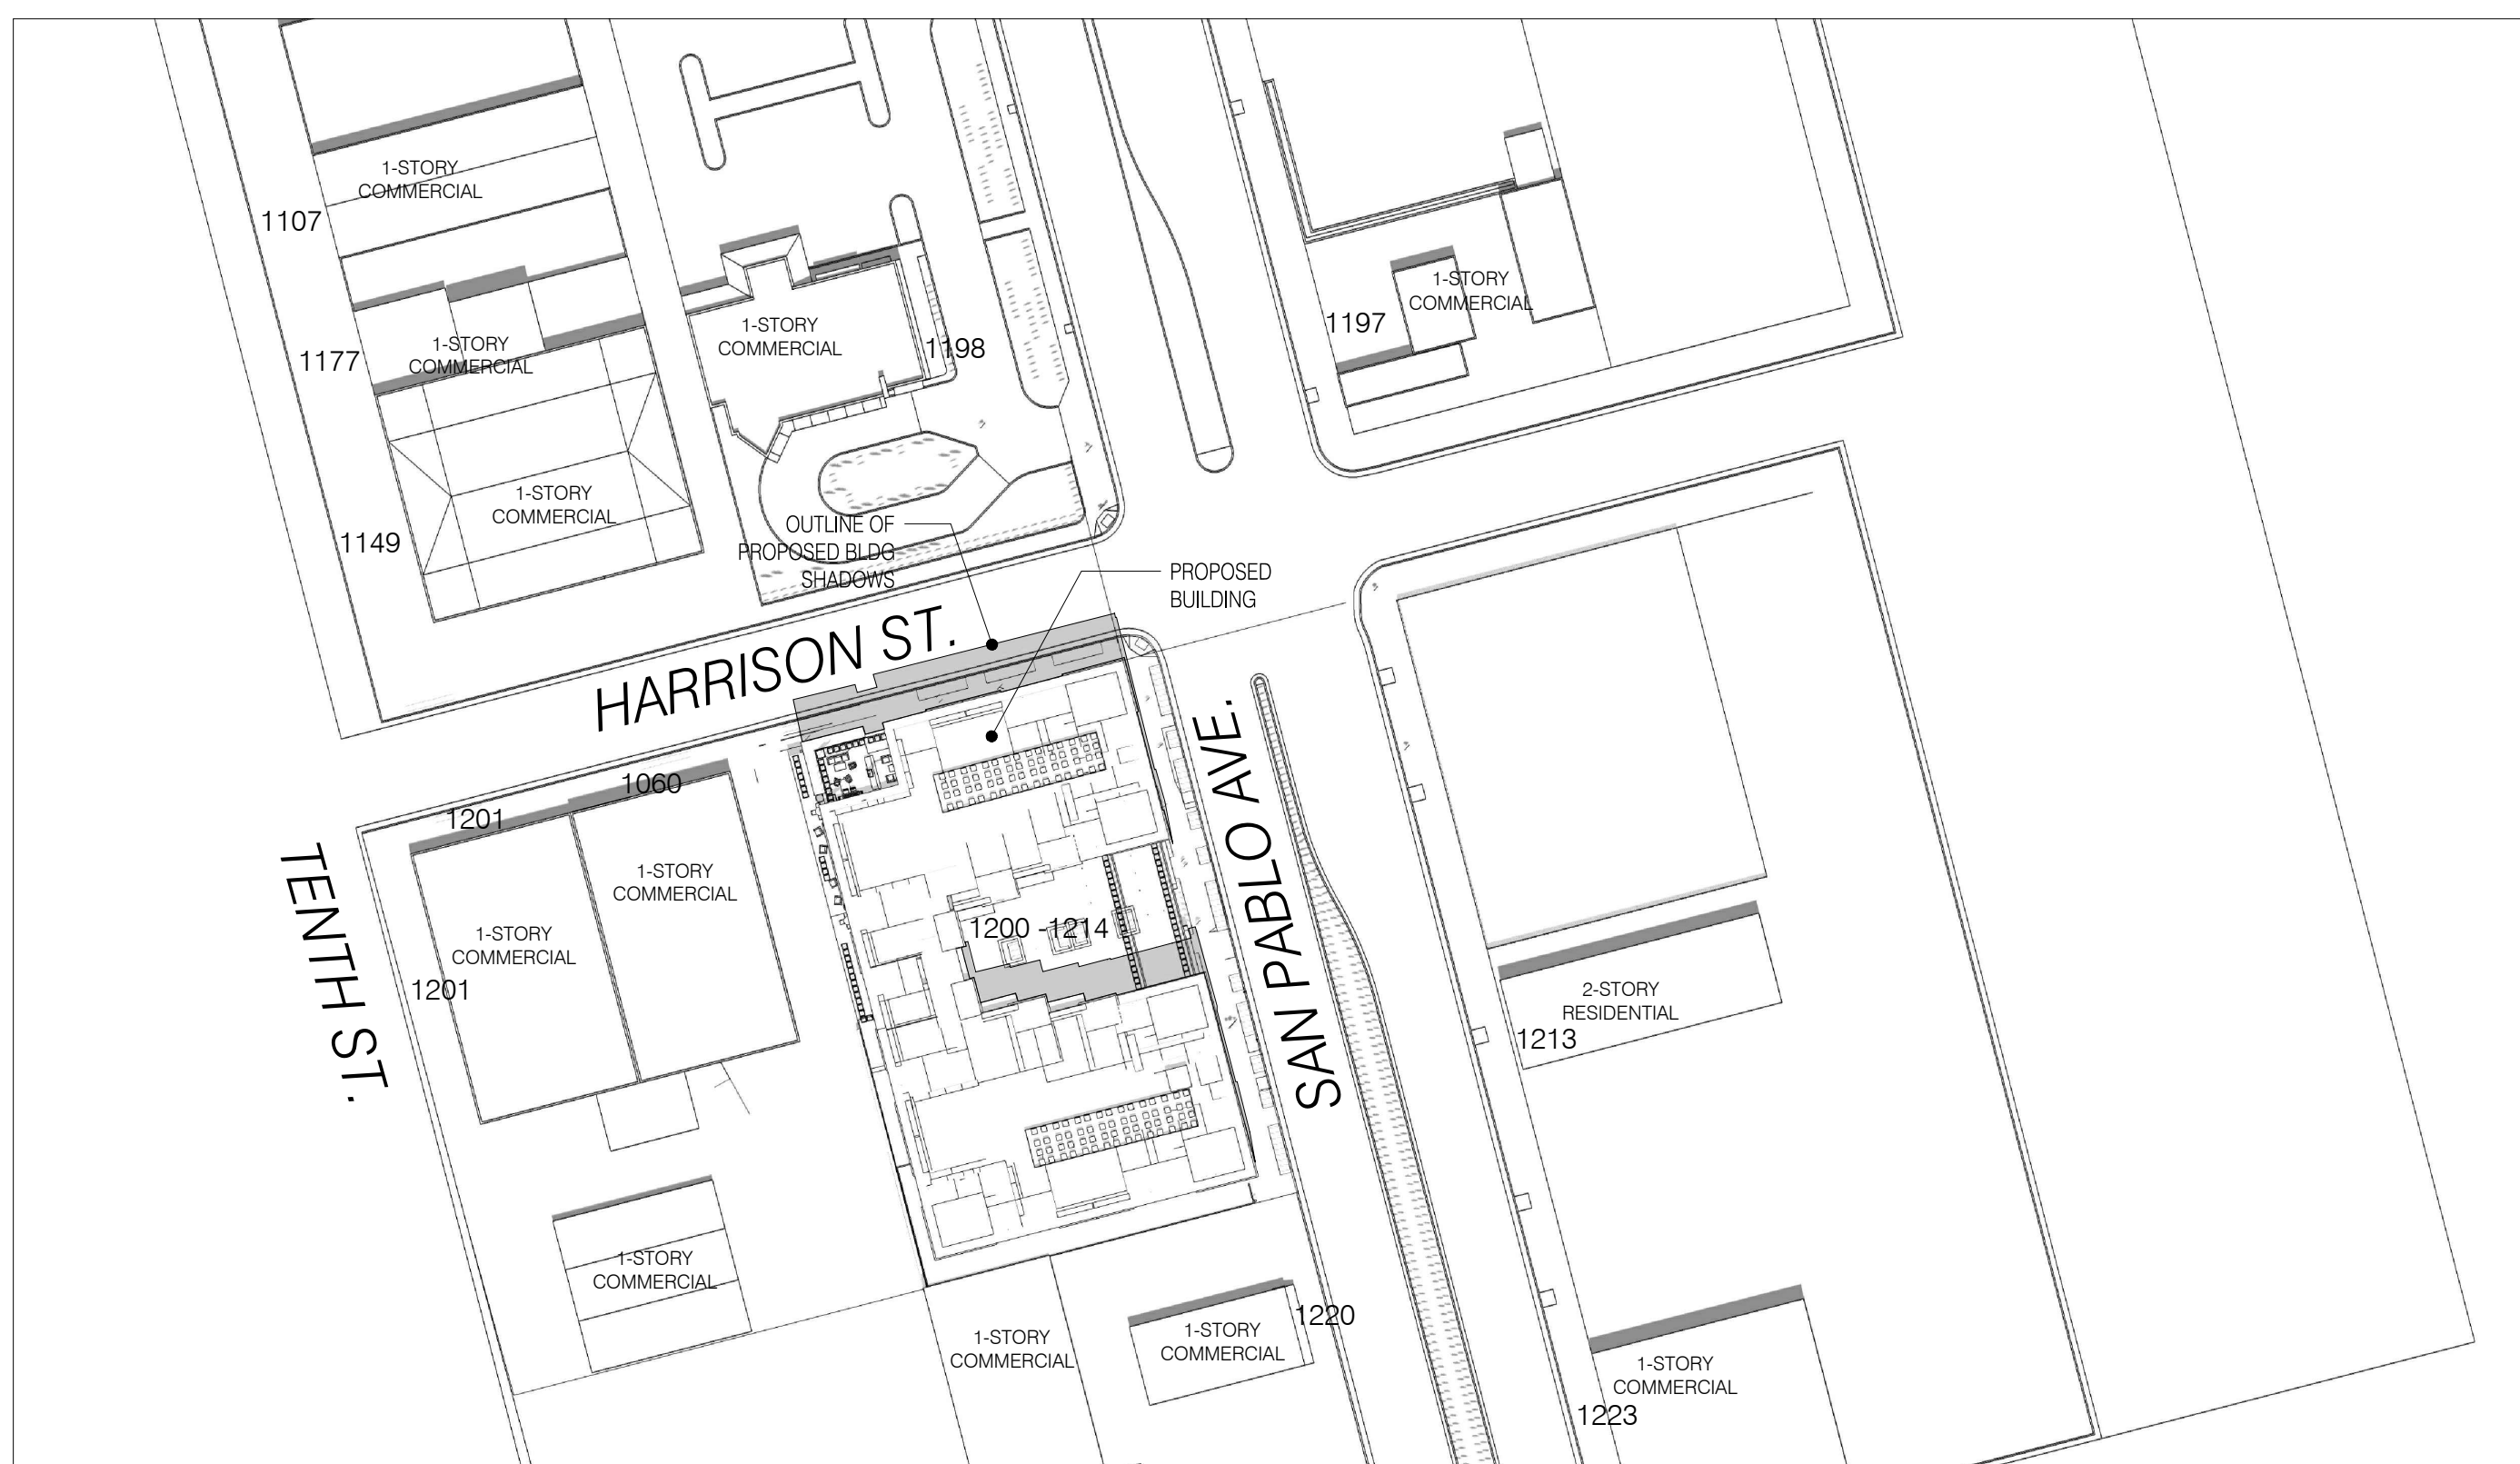 1-STORY
COMMERCIAL
1107
1-STORY
COMMERCIAL
1177
1-STORY
COMMERCIAL
1198
1-STORY
COMMERCIAL
1197
1-STORY
COMMERCIAL
1149
OUTLINE OF
PROPOSED BLDG
SHADOWS
PROPOSED
BUILDING
HARRISON ST.
SAN PABLO AVE.
TENTH ST.
1060
1201
1-STORY
COMMERCIAL
1-STORY
COMMERCIAL
1201
1200 -1214
2-STORY
RESIDENTIAL
1213
1-STORY
COMMERCIAL
1-STORY
COMMERCIAL
1-STORY
COMMERCIAL
1220
1-STORY
COMMERCIAL
1223